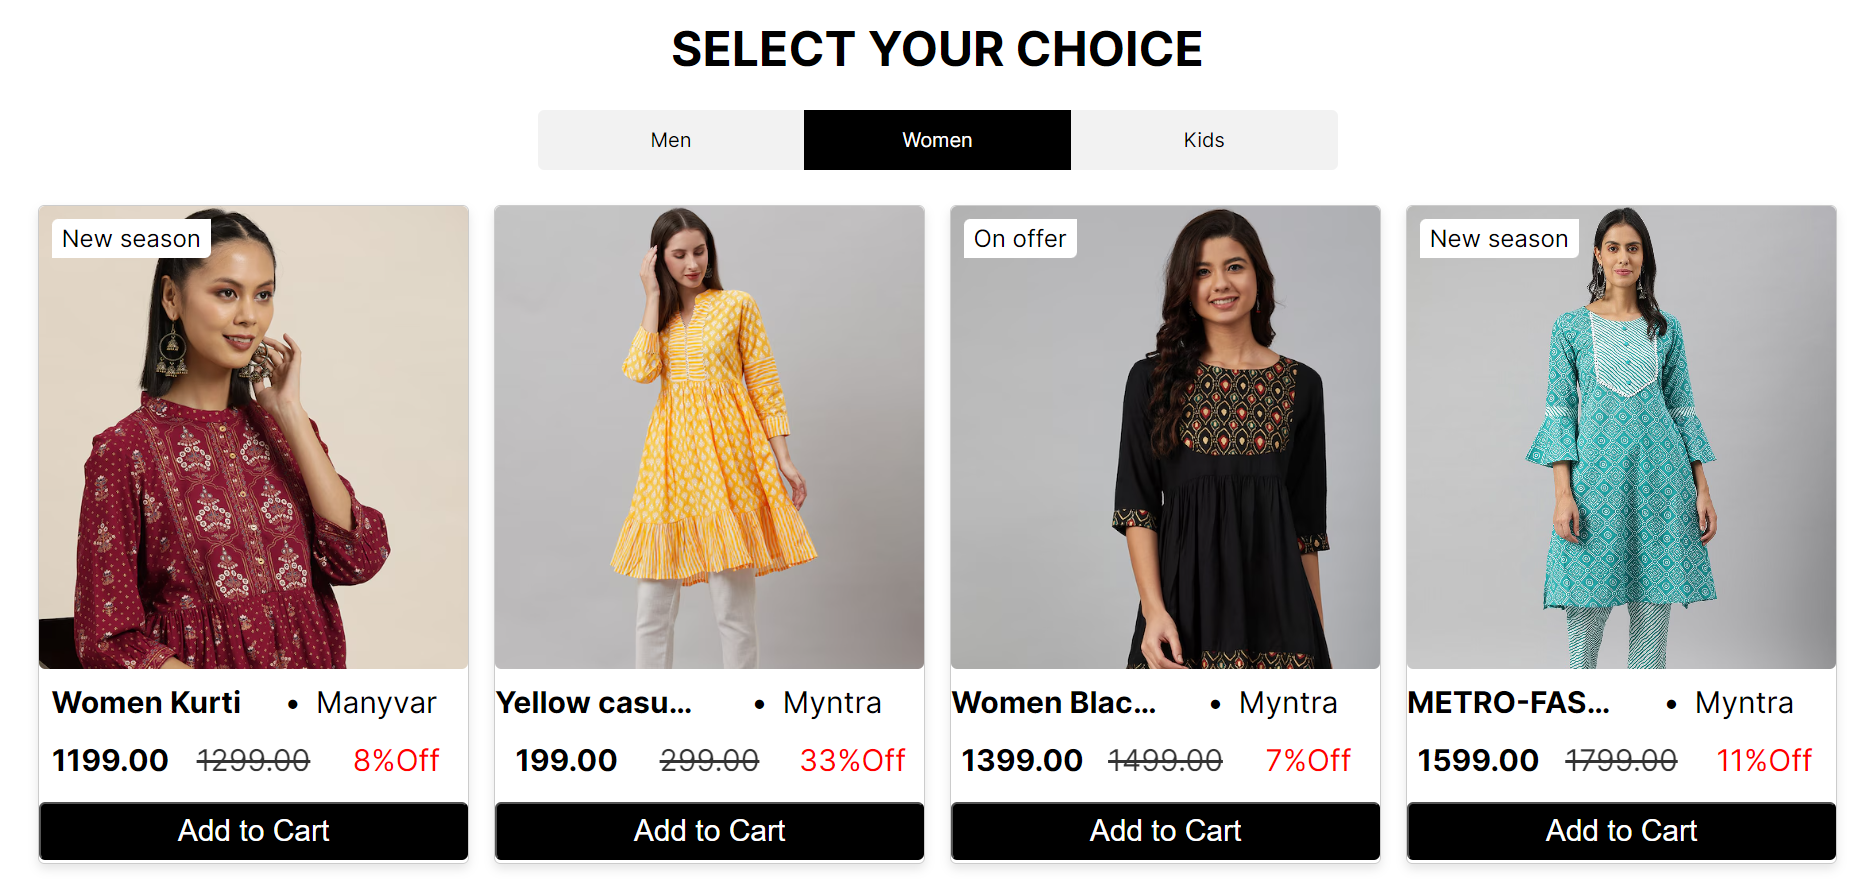 SELECT YOUR CHOICE
Men Women Kids
New season
On offer
New season
Women Kurti • Manyvar
1199.00 1299.00 8%Off
Add to Cart
Yellow casu... • Myntra
199.00 299.00 33%Off
Add to Cart
Women Blac... • Myntra
1399.00 1499.00 7%Off
Add to Cart
METRO-FAS... • Myntra
1599.00 1799.00 11%Off
Add to Cart